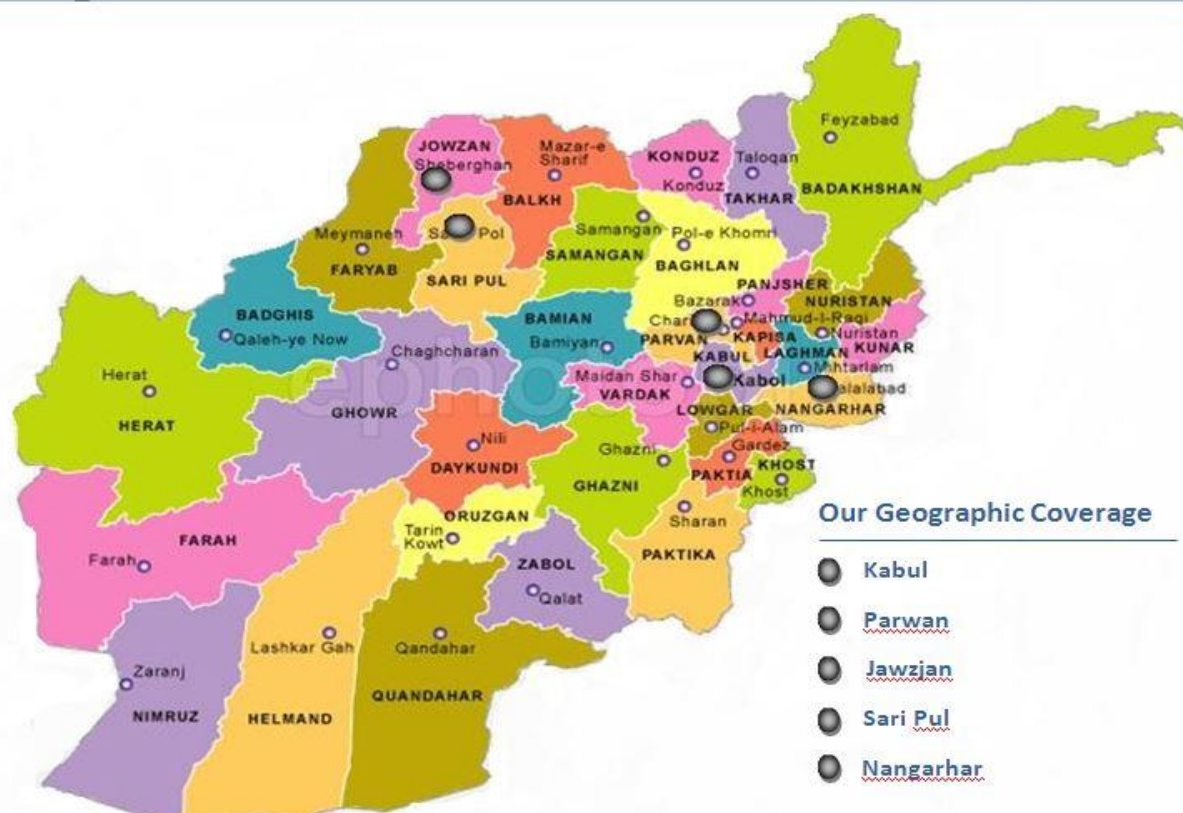 Feyzabad
JOWZAN
Sheberghan
Mazar-e
Sharif
BALKH
KONDUZ
Konduz
Taloqan
TAKHAR
BADAKHSHAN
Meymaneh
FARYAB
Pol
SARI PUL
Samangan
SAMANGAN
Pol-e Khomri
BAGHLAN
PANJSHER
Bazarak
NURISTAN
BADGHIS
Qaleh-ye Now
BAMIAN
Bamiyan
Chari
Mahmud-I-Raqi
PARVAN
KAPISA
Nuristan
KUNAR
LAGHMAN
KABUL
Kabol
Mihtarlam
alalabad
NANGARHAR
Chaghcharan
GHOWR
Herat
HERAT
Maidan Shar
VARDAK
LOWGAR
Pul-i-Alam
Nili
DAYKUNDI
Ghazni
GHAZNI
Gardez
PAKTIA
KHOST
Khost
ORUZGAN
Tarin
Kowt
Sharan
PAKTIKA
FARAH
Farah
ZABOL
Qalat
Lashkar Gah
HELMAND
Qandahar
QUANDAHAR
Zaranj
NIMRUZ
Our Geographic Coverage
Kabul
Parwan
Jawzjan
Sari Pul
Nangarhar